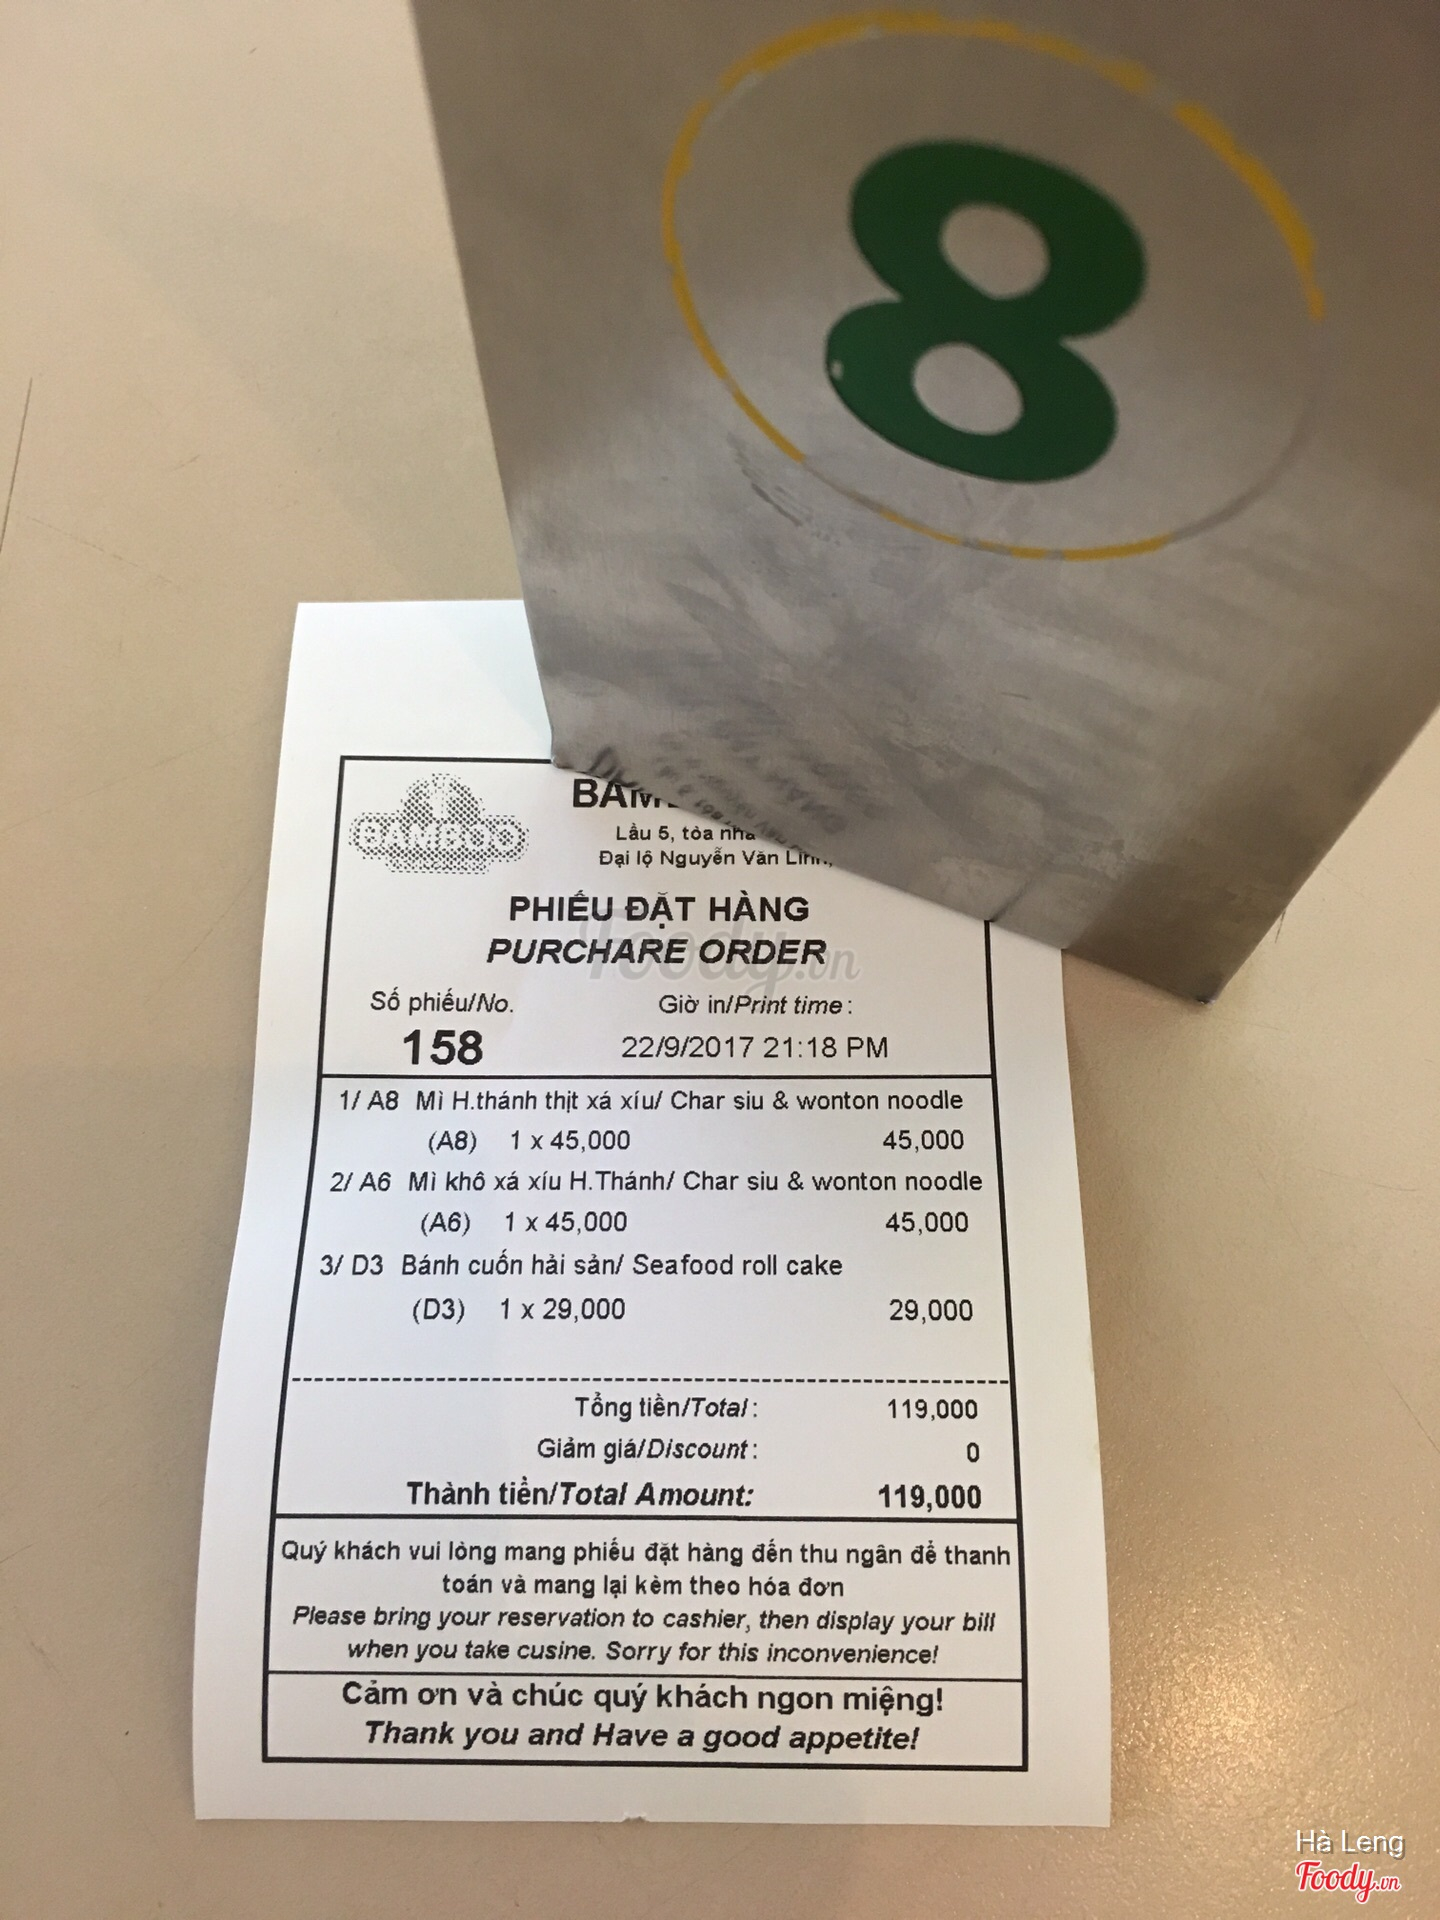 8
BAMBOO
Lầu 5, tòa nhà
Đại lộ Nguyễn Văn Linh,
PHIẾU ĐẶT HÀNG
PURCHARE ORDER
Foody.vn
Số phiếu/No. Giờ in/Print time :
158 22/9/2017 21:18 PM
1/ A8 Mì H.thánh thịt xá xíu/ Char siu & wonton noodle
(A8) 1 x 45,000 45,000
2/ A6 Mì khô xá xíu H.Thánh/ Char siu & wonton noodle
(A6) 1 x 45,000 45,000
3/ D3 Bánh cuốn hải sản/ Seafood roll cake
(D3) 1 x 29,000 29,000
Tổng tiền/Total : 119,000
Giảm giá/Discount : 0
Thành tiền/Total Amount: 119,000
Quý khách vui lòng mang phiếu đặt hàng đến thu ngân để thanh
toán và mang lại kèm theo hóa đơn
Please bring your reservation to cashier, then display your bill
when you take cusine. Sorry for this inconvenience!
Cảm ơn và chúc quý khách ngon miệng!
Thank you and Have a good appetite!
Hà Leng
Foody.vn